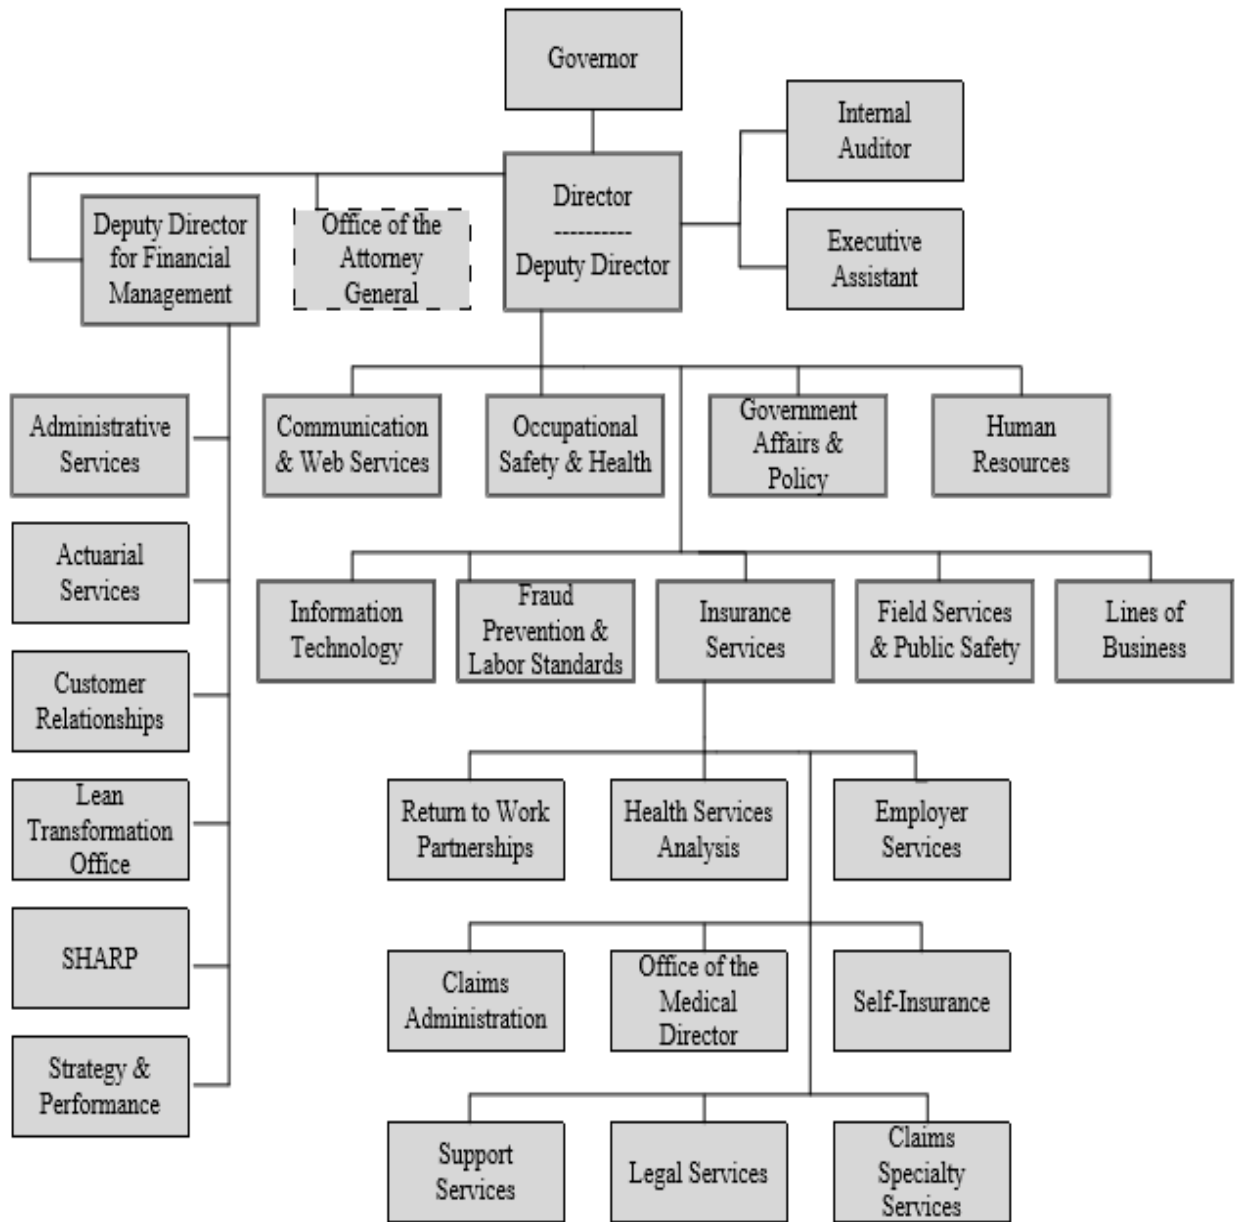 Governor
Internal
Auditor
Director
----------
Deputy Director
Deputy Director
for Financial
Management
Office of the
Attorney
General
Executive
Assistant
Administrative
Services
Communication
& Web Services
Occupational
Safety & Health
Government
Affairs &
Policy
Human
Resources
Actuarial
Services
Information
Technology
Fraud
Prevention &
Labor Standards
Insurance
Services
Field Services
& Public Safety
Lines of
Business
Customer
Relationships
Lean
Transformation
Office
Return to Work
Partnerships
Health Services
Analysis
Employer
Services
SHARP
Claims
Administration
Office of the
Medical
Director
Self-Insurance
Strategy &
Performance
Support
Services
Legal Services
Claims
Specialty
Services